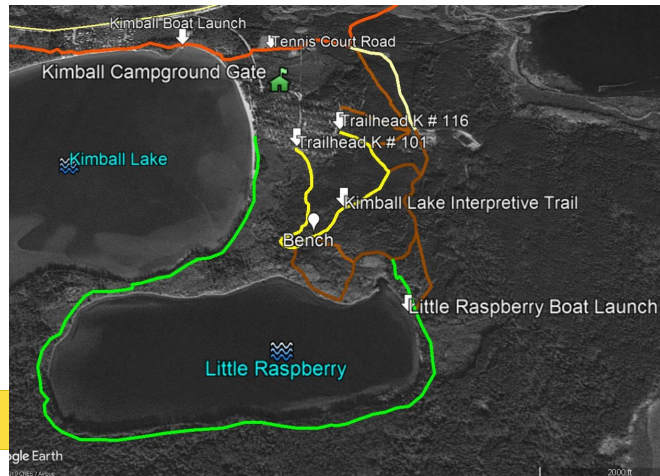 Kimball Boat Launch
Tennis Court Road
Kimball Campground Gate
Trailhead K # 116
Trailhead K # 101
Kimball Lake
Kimball Lake Interpretive Trail
Bench
Little Raspberry Boat Launch
Little Raspberry
ogle Earth
2000 ft